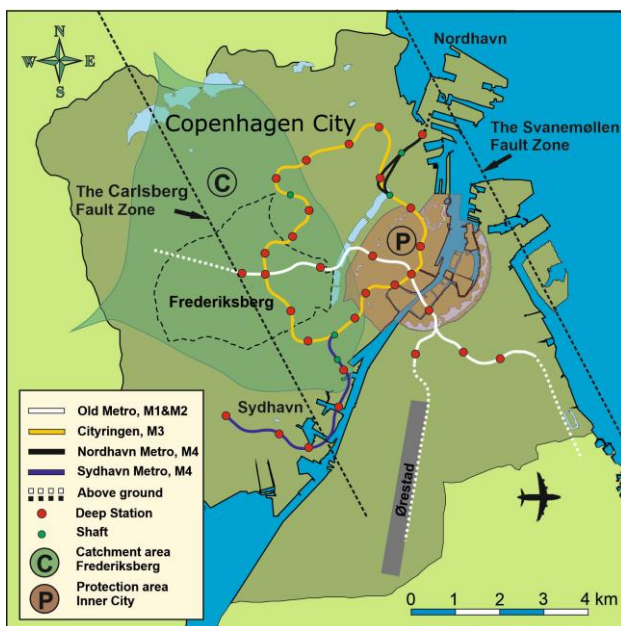 N
W E
S
Nordhavn
Copenhagen City
The Svanemøllen
Fault Zone
C
The Carlsberg
Fault Zone
P
Frederiksberg
Sydhavn
Ørestad
Old Metro, M1&M2
Cityringen, M3
Nordhavn Metro, M4
Sydhavn Metro, M4
Above ground
Deep Station
Shaft
C
Catchment area
Frederiksberg
P
Protection area
Inner City
0 1 2 3 4 km